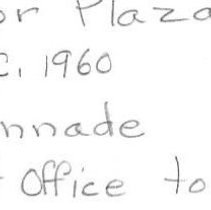 or Plaza
c. 1960
nnade
Office to